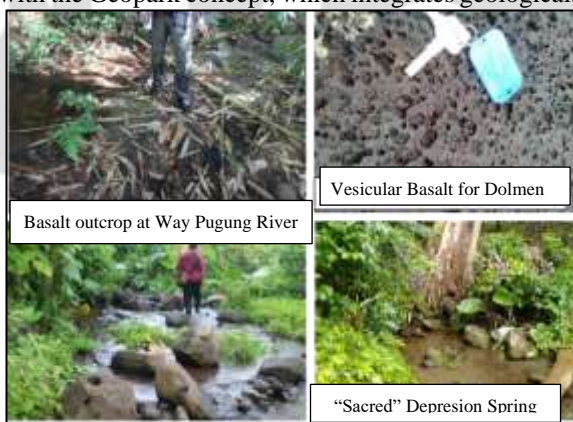 with the Geopark concept, which integrates geological
Vesicular Basalt for Dolmen
Basalt outcrop at Way Pugung River
“Sacred” Depresion Spring